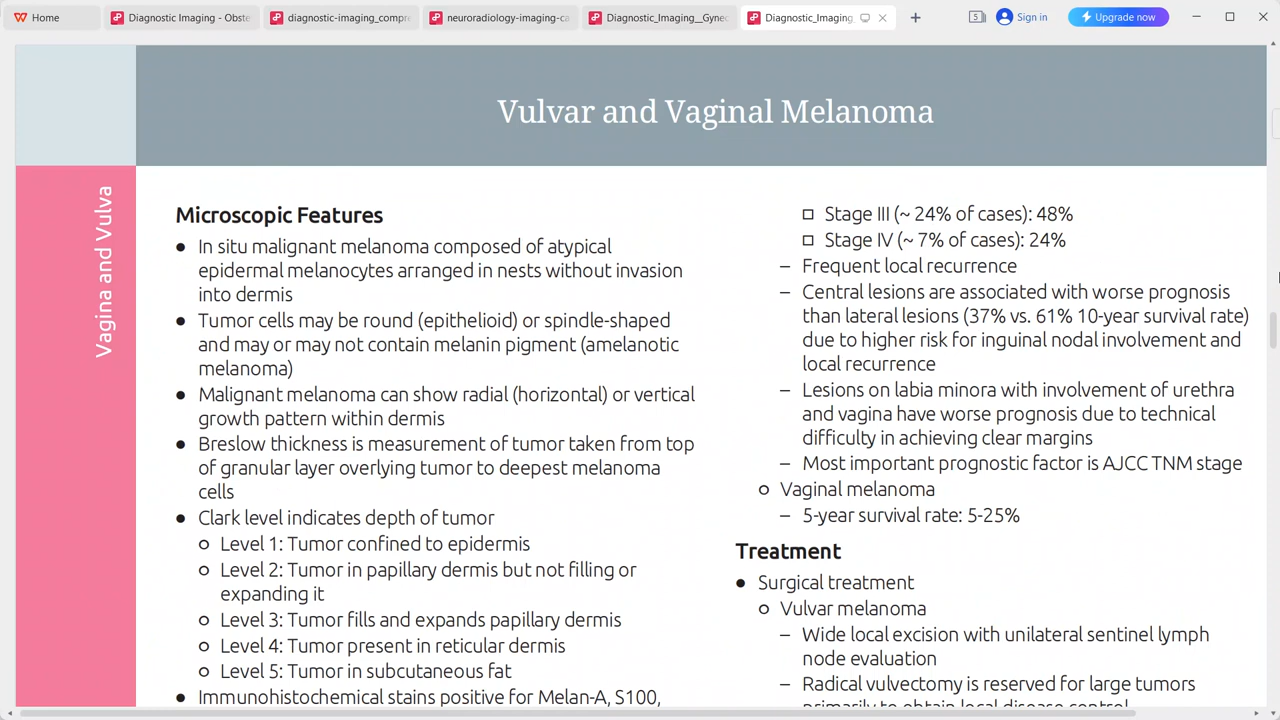 Home
Diagnostic Imaging - Obste
diagnostic-imaging_compre
neuroradiology-imaging-ca
Diagnostic_Imaging__Gynec
Diagnostic_Imaging_
5
Sign in
Upgrade now
Vulvar and Vaginal Melanoma
Vagina and Vulva
Microscopic Features
• In situ malignant melanoma composed of atypical
epidermal melanocytes arranged in nests without invasion
into dermis
• Tumor cells may be round (epithelioid) or spindle-shaped
and may or may not contain melanin pigment (amelanotic
melanoma)
• Malignant melanoma can show radial (horizontal) or vertical
growth pattern within dermis
• Breslow thickness is measurement of tumor taken from top
of granular layer overlying tumor to deepest melanoma
cells
• Clark level indicates depth of tumor
○ Level 1: Tumor confined to epidermis
○ Level 2: Tumor in papillary dermis but not filling or
expanding it
○ Level 3: Tumor fills and expands papillary dermis
○ Level 4: Tumor present in reticular dermis
○ Level 5: Tumor in subcutaneous fat
• Immunohistochemical stains positive for Melan-A, S100,
□ Stage III (~ 24% of cases): 48%
□ Stage IV (~ 7% of cases): 24%
– Frequent local recurrence
– Central lesions are associated with worse prognosis
than lateral lesions (37% vs. 61% 10-year survival rate)
due to higher risk for inguinal nodal involvement and
local recurrence
– Lesions on labia minora with involvement of urethra
and vagina have worse prognosis due to technical
difficulty in achieving clear margins
– Most important prognostic factor is AJCC TNM stage
○ Vaginal melanoma
– 5-year survival rate: 5-25%
Treatment
• Surgical treatment
○ Vulvar melanoma
– Wide local excision with unilateral sentinel lymph
node evaluation
– Radical vulvectomy is reserved for large tumors
primarily to obtain local disease control